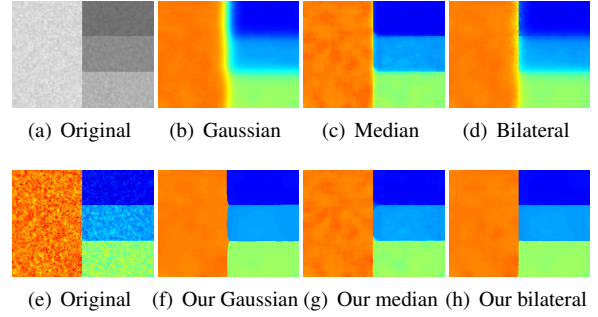 (a) Original (b) Gaussian (c) Median (d) Bilateral
(e) Original (f) Our Gaussian (g) Our median (h) Our bilateral